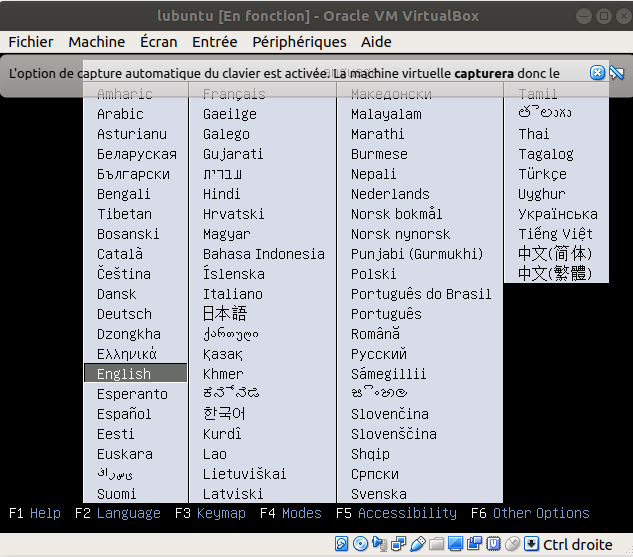 lubuntu [En fonction] - Oracle VM VirtualBox
Fichier Machine Écran Entrée Périphériques Aide
L'option de capture automatique du clavier est activée. La machine virtuelle capturera donc le
Language
Amharic
Arabic
Asturianu
Беларуская
Български
Bengali
Tibetan
Bosanski
Català
Čeština
Dansk
Deutsch
Dzongkha
Ελληνικά
English
Esperanto
Español
Eesti
Euskara
Suomi
Français
Gaeilge
Galego
Gujarati
עברית
Hindi
Hrvatski
Magyar
Bahasa Indonesia
Íslenska
Italiano
日本語
ქართული
Қазақ
Khmer
ಕನ್ನಡ
한국어
Kurdî
Lao
Lietuviškai
Latviski
Македонски
Malayalam
Marathi
Burmese
Nepali
Nederlands
Norsk bokmål
Norsk nynorsk
Punjabi (Gurmukhi)
Polski
Português do Brasil
Português
Română
Русский
Sámegillii
සිංහල
Slovenčina
Slovenščina
Shqip
Српски
Svenska
Tamil
తెలుగు
Thai
Tagalog
Türkçe
Uyghur
Українська
Tiếng Việt
中文(简体)
中文(繁體)
F1 Help F2 Language F3 Keymap F4 Modes F5 Accessibility F6 Other Options
Ctrl droite